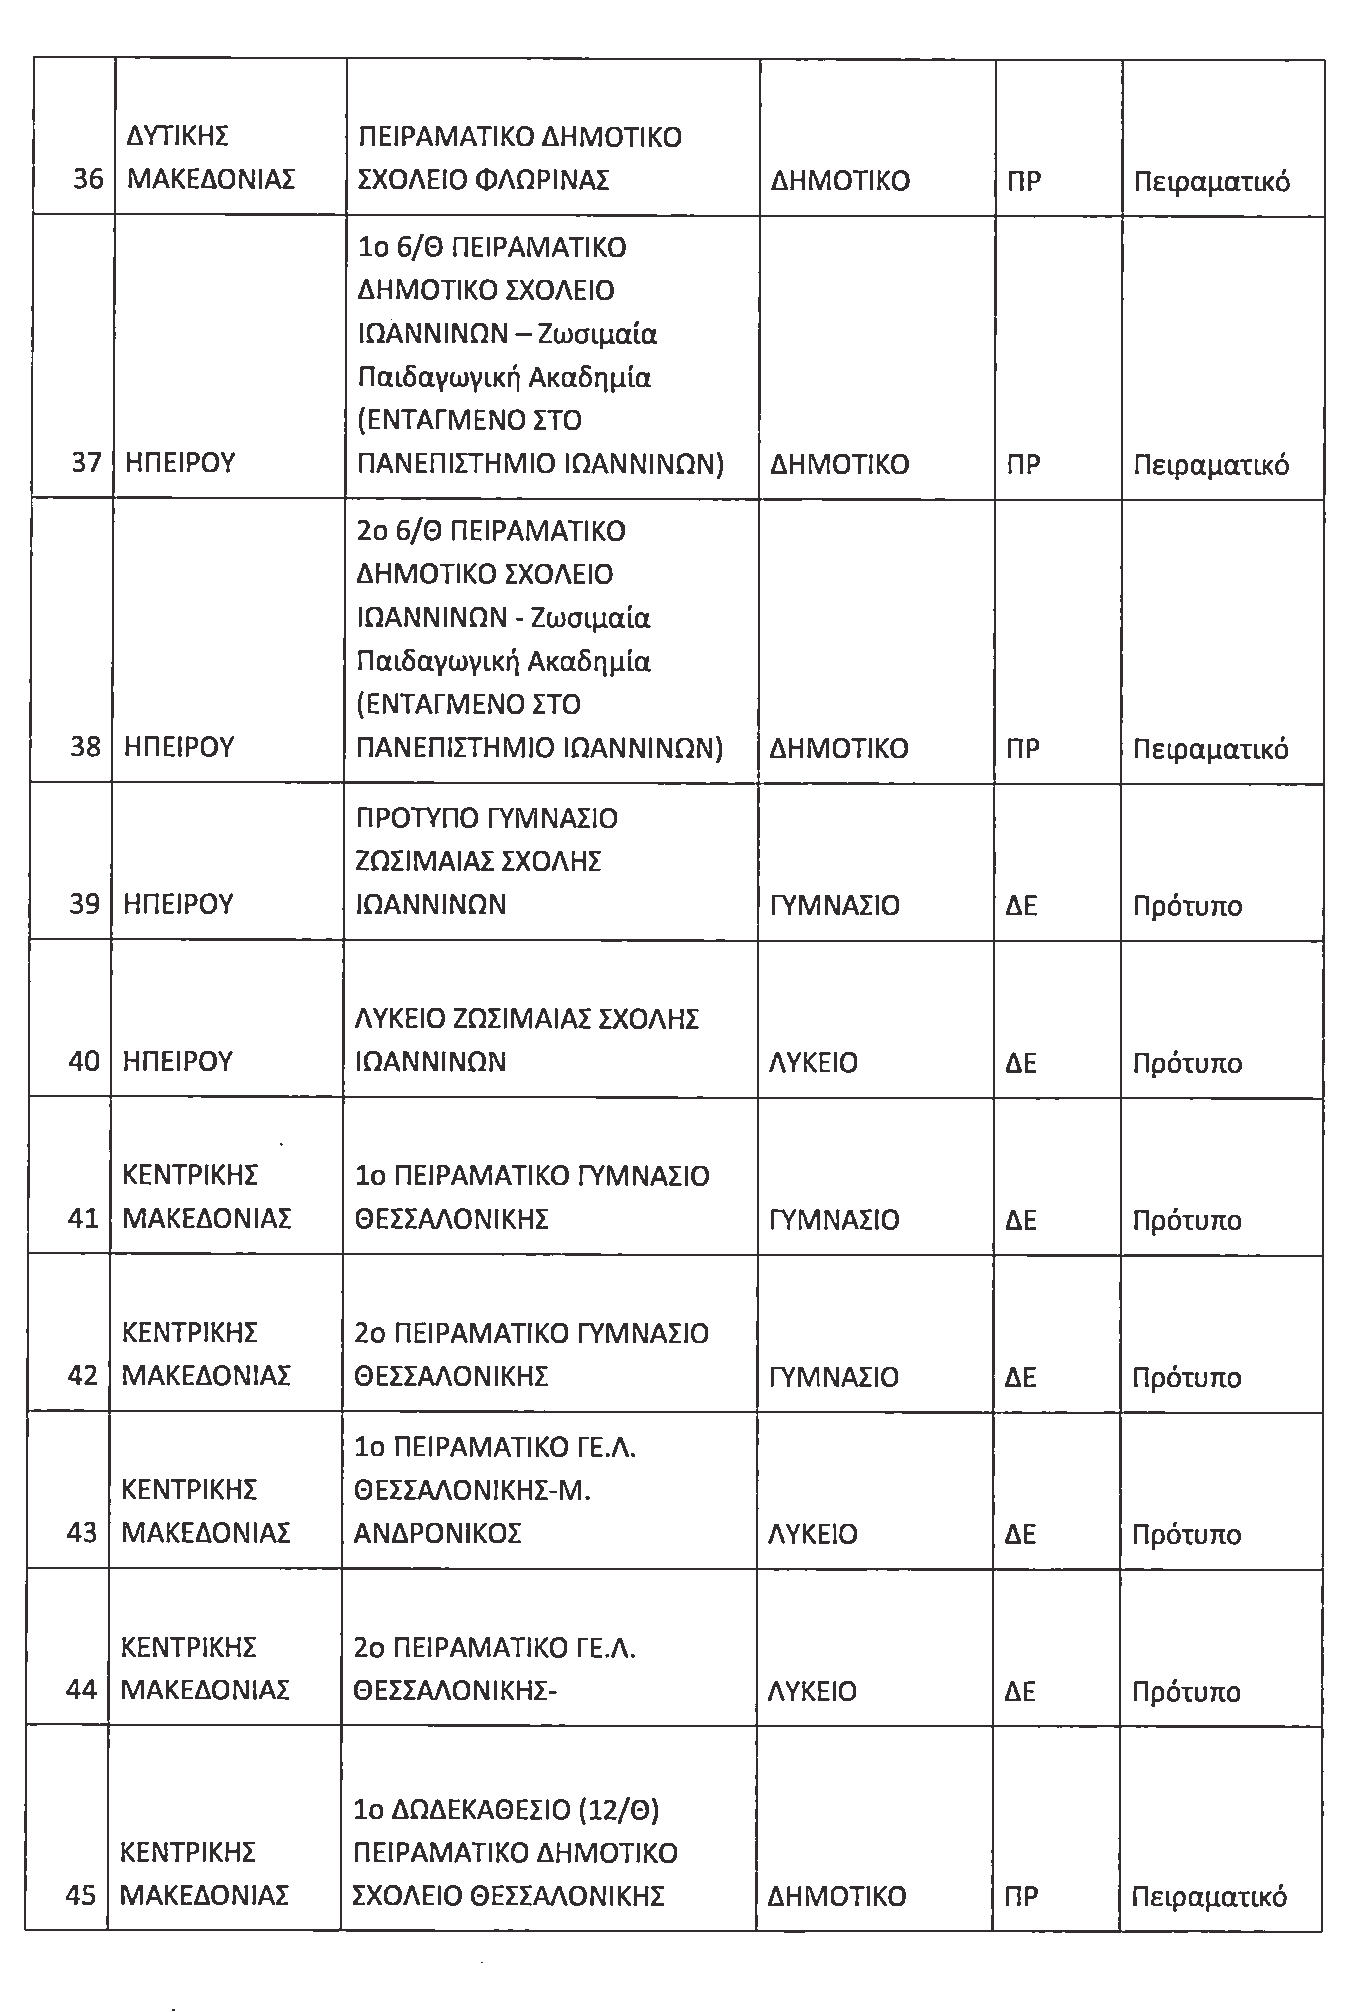 ΔΥΤΙΚΗΣ
ΜΑΚΕΔΟΝΙΑΣ
ΠΕΙΡΑΜΑΤΙΚΟ ΔΗΜΟΤΙΚΟ
36 ΣΧΟΛΕΙΟ ΦΛΩΡΙΝΑΣ ΔΗΜΟΤΙΚΟ ΠΡ Πειραματικό
1ο 6/Θ ΠΕΙΡΑΜΑΤΙΚΟ
ΔΗΜΟΤΙΚΟ ΣΧΟΛΕΙΟ
ΙΩΑΝΝΙΝΩΝ – Ζωσιμαία
Παιδαγωγική Ακαδημία
(ΕΝΤΑΓΜΕΝΟ ΣΤΟ
37 ΗΠΕΙΡΟΥ ΠΑΝΕΠΙΣΤΗΜΙΟ ΙΩΑΝΝΙΝΩΝ) ΔΗΜΟΤΙΚΟ ΠΡ Πειραματικό
2ο 6/Θ ΠΕΙΡΑΜΑΤΙΚΟ
ΔΗΜΟΤΙΚΟ ΣΧΟΛΕΙΟ
ΙΩΑΝΝΙΝΩΝ - Ζωσιμαία
Παιδαγωγική Ακαδημία
(ΕΝΤΑΓΜΕΝΟ ΣΤΟ
38 ΗΠΕΙΡΟΥ ΠΑΝΕΠΙΣΤΗΜΙΟ ΙΩΑΝΝΙΝΩΝ) ΔΗΜΟΤΙΚΟ ΠΡ Πειραματικό
ΠΡΟΤΥΠΟ ΓΥΜΝΑΣΙΟ
ΖΩΣΙΜΑΙΑΣ ΣΧΟΛΗΣ
39 ΗΠΕΙΡΟΥ ΙΩΑΝΝΙΝΩΝ ΓΥΜΝΑΣΙΟ ΔΕ Πρότυπο
ΛΥΚΕΙΟ ΖΩΣΙΜΑΙΑΣ ΣΧΟΛΗΣ
40 ΗΠΕΙΡΟΥ ΙΩΑΝΝΙΝΩΝ ΛΥΚΕΙΟ ΔΕ Πρότυπο
ΚΕΝΤΡΙΚΗΣ 1ο ΠΕΙΡΑΜΑΤΙΚΟ ΓΥΜΝΑΣΙΟ
41 ΜΑΚΕΔΟΝΙΑΣ ΘΕΣΣΑΛΟΝΙΚΗΣ ΓΥΜΝΑΣΙΟ ΔΕ Πρότυπο
ΚΕΝΤΡΙΚΗΣ 2ο ΠΕΙΡΑΜΑΤΙΚΟ ΓΥΜΝΑΣΙΟ
42 ΜΑΚΕΔΟΝΙΑΣ ΘΕΣΣΑΛΟΝΙΚΗΣ ΓΥΜΝΑΣΙΟ ΔΕ Πρότυπο
1ο ΠΕΙΡΑΜΑΤΙΚΟ ΓΕ.Λ.
ΚΕΝΤΡΙΚΗΣ ΘΕΣΣΑΛΟΝΙΚΗΣ-Μ.
43 ΜΑΚΕΔΟΝΙΑΣ ΑΝΔΡΟΝΙΚΟΣ ΛΥΚΕΙΟ ΔΕ Πρότυπο
ΚΕΝΤΡΙΚΗΣ 2ο ΠΕΙΡΑΜΑΤΙΚΟ ΓΕ.Λ.
44 ΜΑΚΕΔΟΝΙΑΣ ΘΕΣΣΑΛΟΝΙΚΗΣ- ΛΥΚΕΙΟ ΔΕ Πρότυπο
1ο ΔΩΔΕΚΑΘΕΣΙΟ (12/Θ)
ΚΕΝΤΡΙΚΗΣ ΠΕΙΡΑΜΑΤΙΚΟ ΔΗΜΟΤΙΚΟ
45 ΜΑΚΕΔΟΝΙΑΣ ΣΧΟΛΕΙΟ ΘΕΣΣΑΛΟΝΙΚΗΣ ΔΗΜΟΤΙΚΟ ΠΡ Πειραματικό